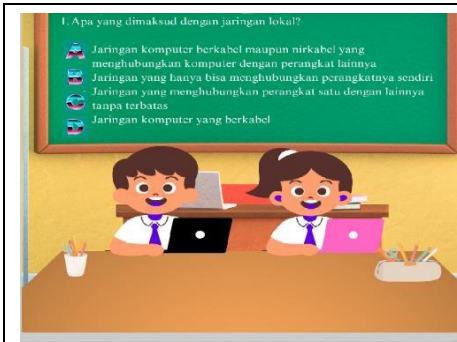 1. Apa yang dimaksud dengan jaringan lokal?
A Jaringan komputer berkabel maupun nirkabel yang
menghubungkan komputer dengan perangkat lainnya
B Jaringan yang hanya bisa menghubungkan perangkatnya sendiri
C Jaringan yang menghubungkan perangkat satu dengan lainnya
tanpa terbatas
D Jaringan komputer yang berkabel